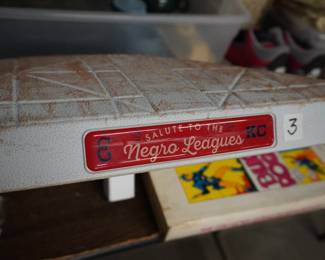 SALUTE TO THE
Negro Leagues
KC
3